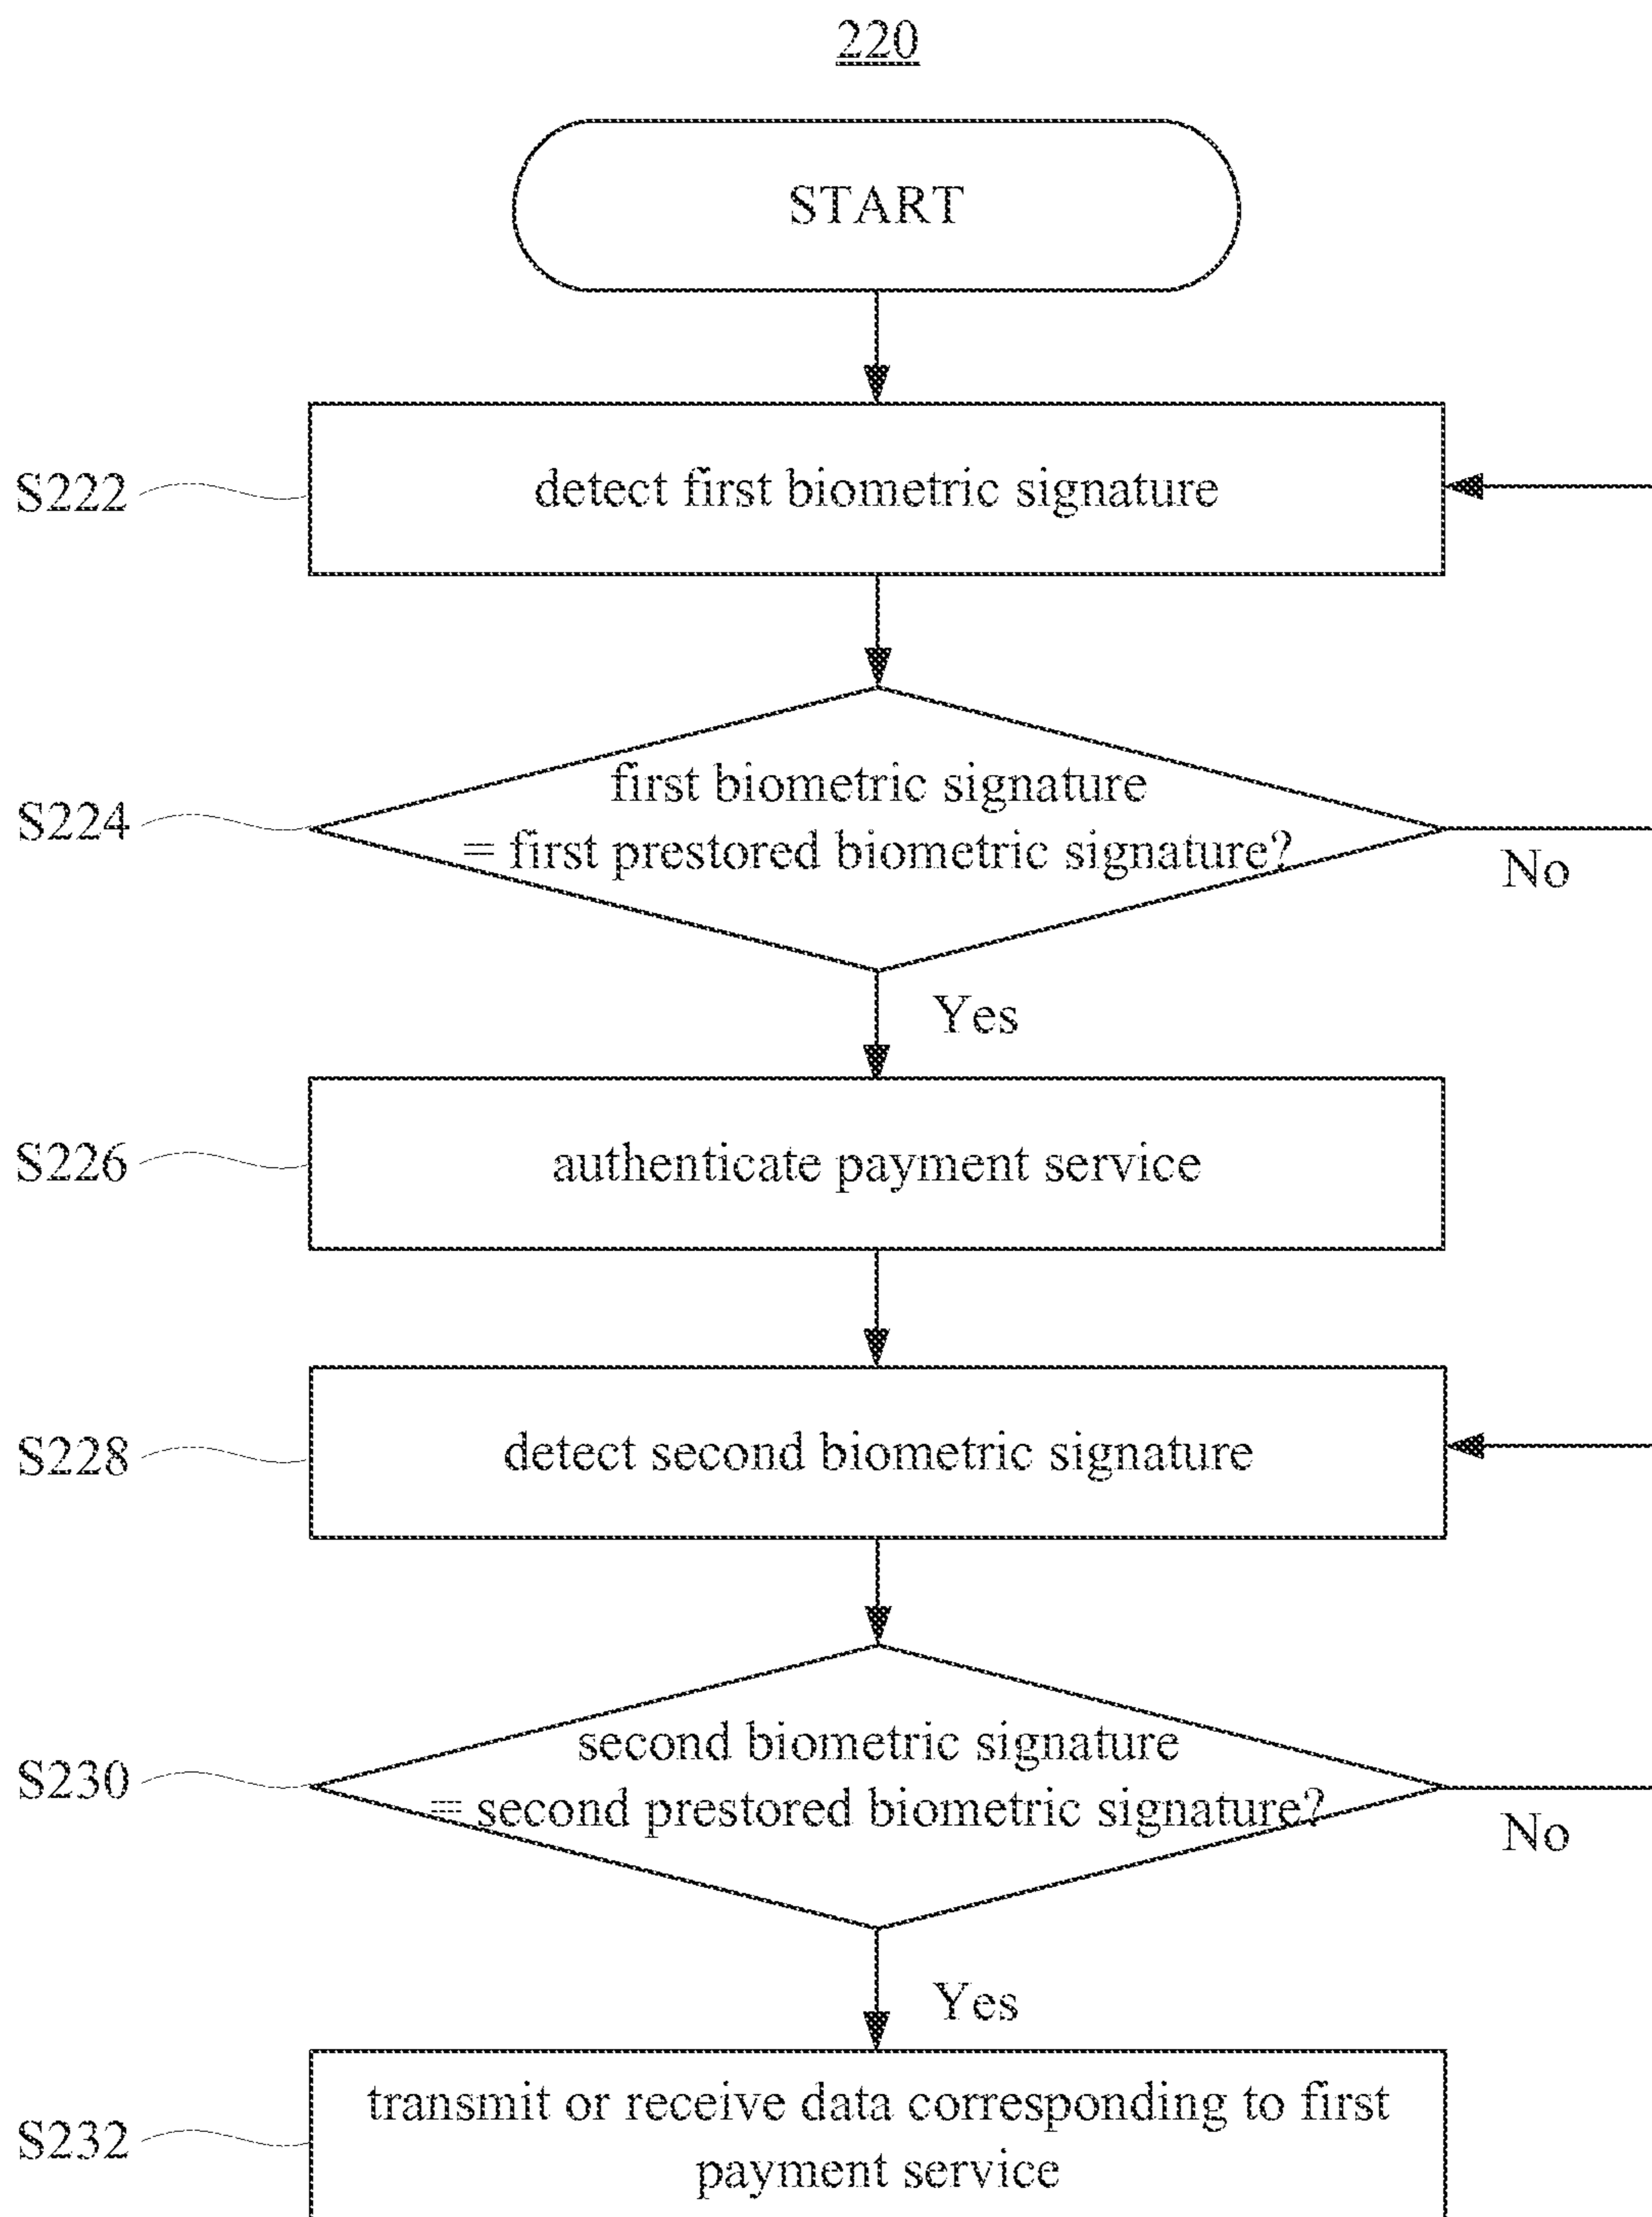 220
START
S222
detect first biometric signature
S224
first biometric signature
= first prestored biometric signature?
No
Yes
S226
authenticate payment service
S228
detect second biometric signature
S230
second biometric signature
= second prestored biometric signature?
No
Yes
S232
transmit or receive data corresponding to first
payment service